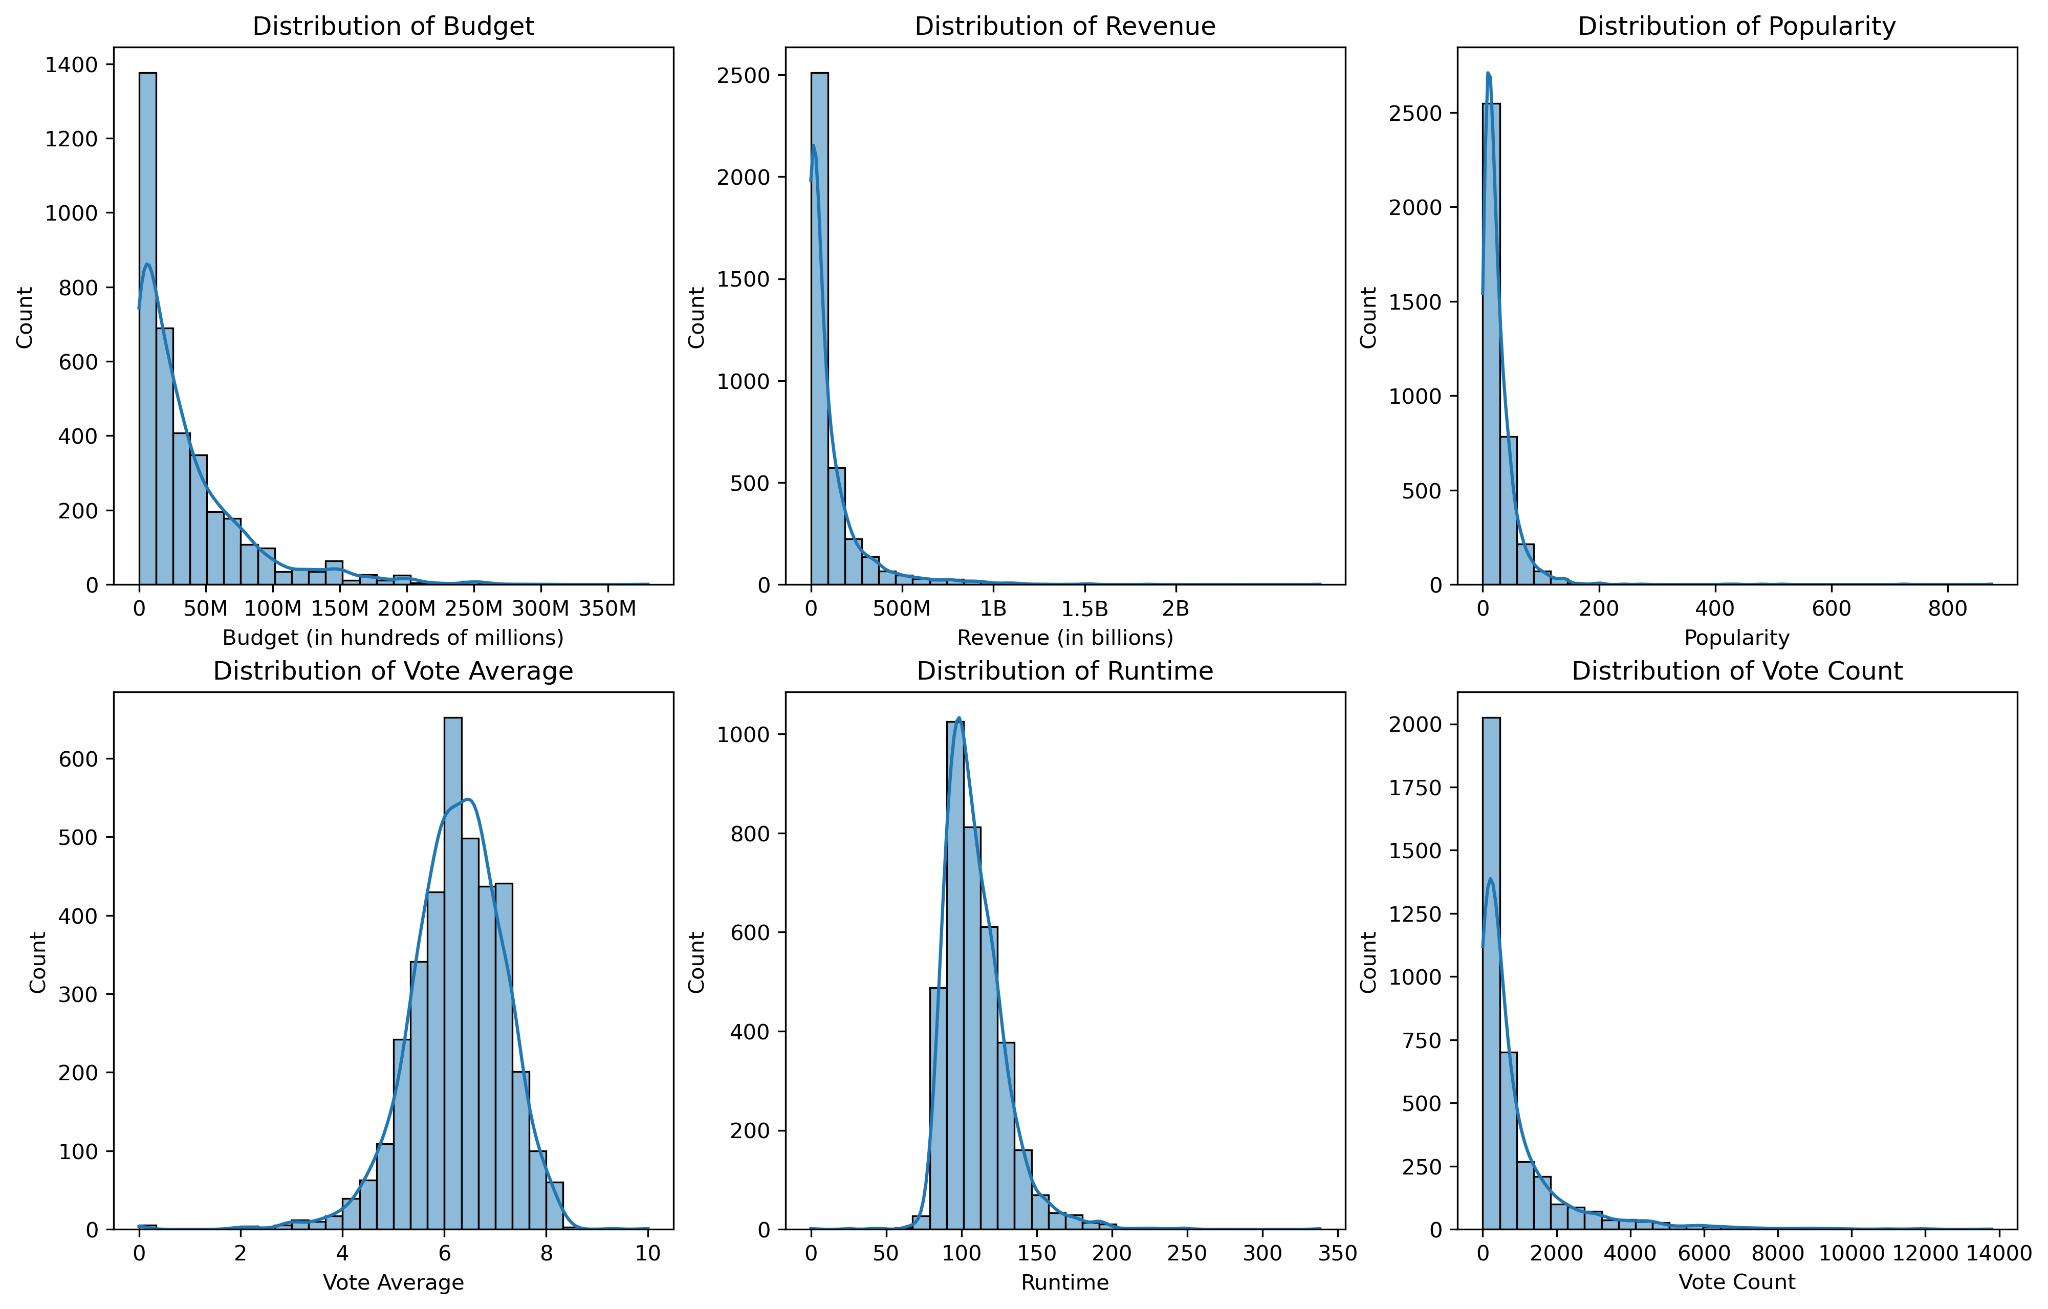 Distribution of Budget
1400
1200
1000
800
600
400
200
0
Count
0 50M 100M 150M 200M 250M 300M 350M
Budget (in hundreds of millions)
Distribution of Revenue
2500
2000
1500
1000
500
0
Count
0 500M 1B 1.5B 2B
Revenue (in billions)
Distribution of Popularity
2500
2000
1500
1000
500
0
Count
0 200 400 600 800
Popularity
Distribution of Vote Average
600
500
400
300
200
100
0
Count
0 2 4 6 8 10
Vote Average
Distribution of Runtime
1000
800
600
400
200
0
Count
0 50 100 150 200 250 300 350
Runtime
Distribution of Vote Count
2000
1750
1500
1250
1000
750
500
250
0
Count
0 2000 4000 6000 8000 10000 12000 14000
Vote Count